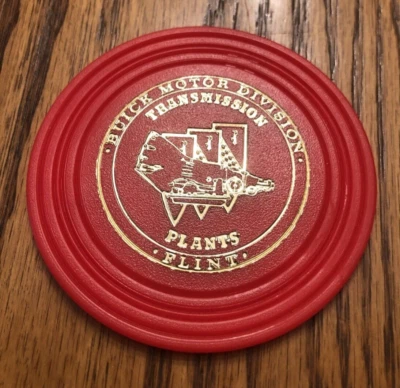 · BUICK MOTOR DIVISION ·
TRANSMISSION
PLANTS
· FLINT ·